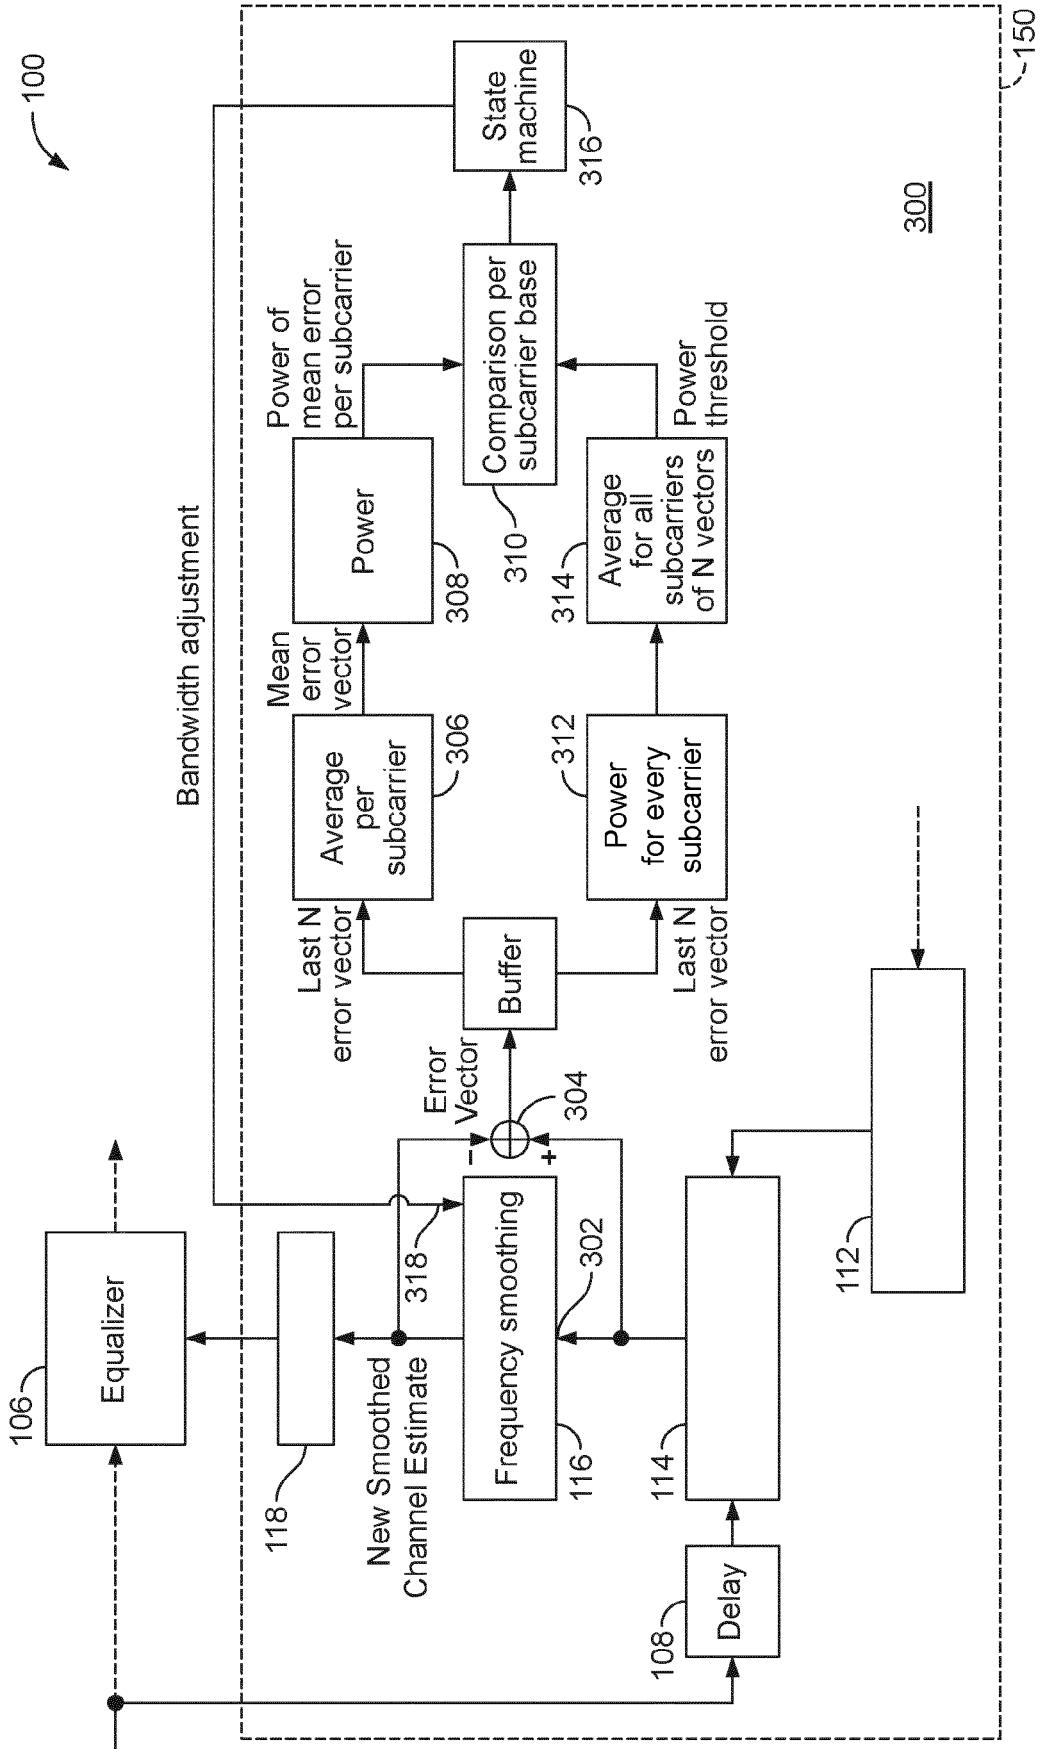 100
106
Equalizer
Bandwidth adjustment
118
New Smoothed
Channel Estimate
318
Error
Vector
Last N
error vector
Average
per
subcarrier
306
Mean
error
vector
Power
308
Power of
mean error
per subcarrier
Frequency smoothing
116
302
−
+
304
Buffer
310
Comparison per
subcarrier base
State
machine
316
Last N
error vector
312
Power
for every
subcarrier
314
Average
for all
subcarriers
of N vectors
Power
threshold
108
Delay
114
112
300
150